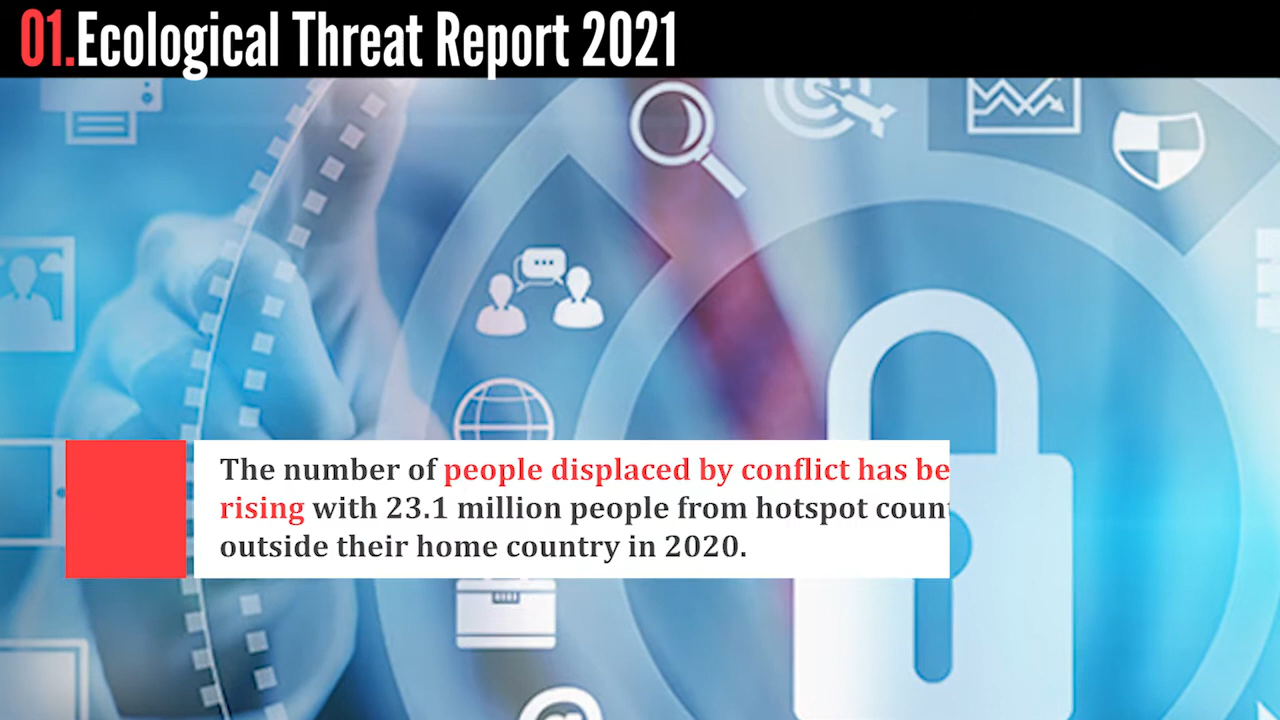 01.Ecological Threat Report 2021
The number of people displaced by conflict has be
rising with 23.1 million people from hotspot coun
outside their home country in 2020.